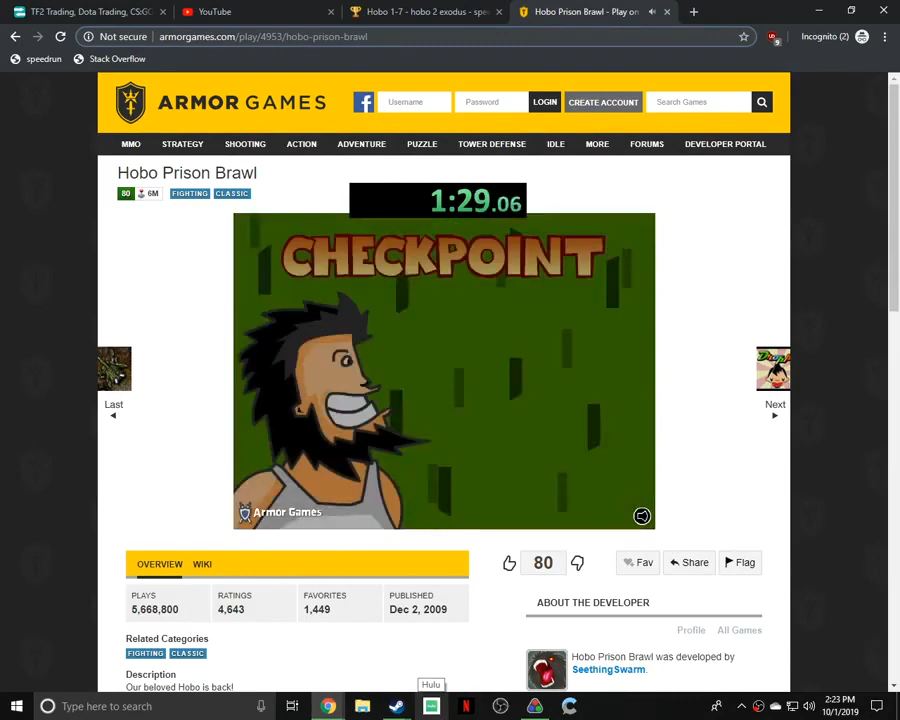 TF2 Trading, Dota Trading, CS:GO
YouTube
Hobo 1-7 - hobo 2 exodus - spe
Hobo Prison Brawl - Play on
Not secure
armorgames.com/play/4953/hobo-prison-brawl
9
Incognito (2)
speedrun
Stack Overflow
ARMOR GAMES
Username
Password
LOGIN
CREATE ACCOUNT
Search Games
MMO
STRATEGY
SHOOTING
ACTION
ADVENTURE
PUZZLE
TOWER DEFENSE
IDLE
MORE
FORUMS
DEVELOPER PORTAL
Hobo Prison Brawl
80
6M
FIGHTING
CLASSIC
1:29.06
CHECKPOINT
Last
Next
Armor Games
OVERVIEW
WIKI
80
Fav
Share
Flag
PLAYS
RATINGS
FAVORITES
PUBLISHED
5,668,800
4,643
1,449
Dec 2, 2009
ABOUT THE DEVELOPER
Profile
All Games
Related Categories
FIGHTING
CLASSIC
Hobo Prison Brawl was developed by
SeethingSwarm.
Description
Our beloved Hobo is back!
Hulu
Type here to search
2:23 PM
10/1/2019